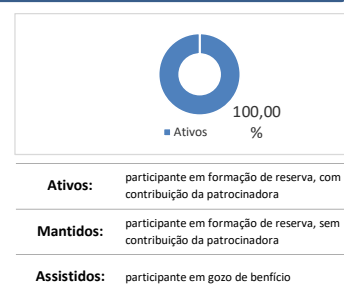 100,00
%
Ativos
Ativos:
participante em formação de reserva, com
contribuição da patrocinadora
Mantidos:
participante em formação de reserva, sem
contribuição da patrocinadora
Assistidos:
participante em gozo de benfício